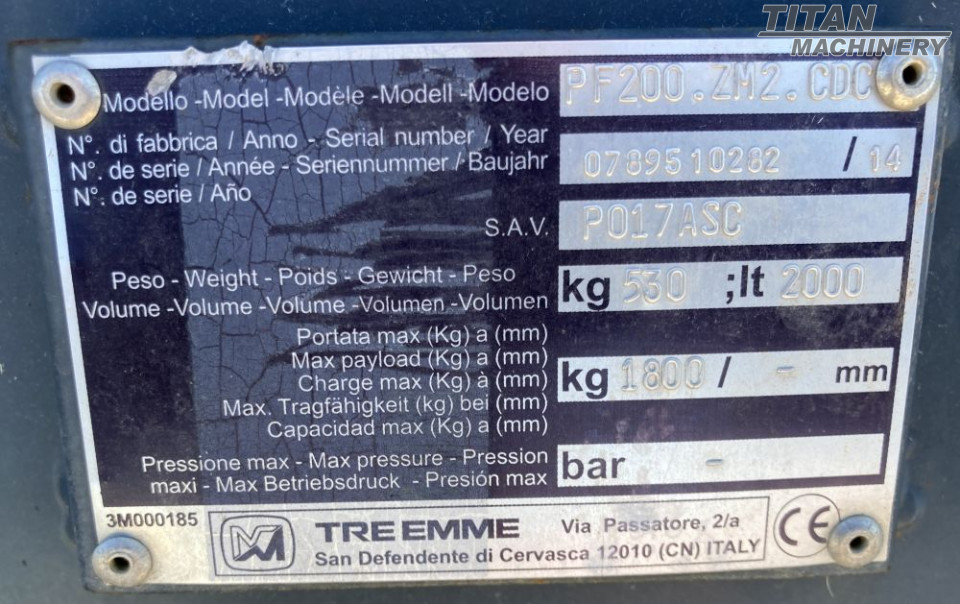 TITAN
MACHINERY
Modello -Model -Modèle -Modell -Modelo PF200.ZM2.CDC
N°. di fabbrica / Anno - Serial number / Year
N°. de serie / Année - Seriennummer / Baujahr 0789510282 / 14
N°. de serie / Año
S.A.V. P017ASC
Peso - Weight - Poids - Gewicht - Peso
Volume -Volume -Volume -Volumen -Volumen kg 530 ;lt 2000
Portata max (Kg) a (mm)
Max payload (Kg) a (mm)
Charge max (Kg) à (mm) kg 1800 / - mm
Max. Tragfähigkeit (kg) bei (mm)
Capacidad max (Kg) a (mm)
Pressione max - Max pressure - Pression
maxi - Max Betriebsdruck - Presión max bar -
3M000185
TRE EMME Via Passatore, 2/a
San Defendente di Cervasca 12010 (CN) ITALY
CE